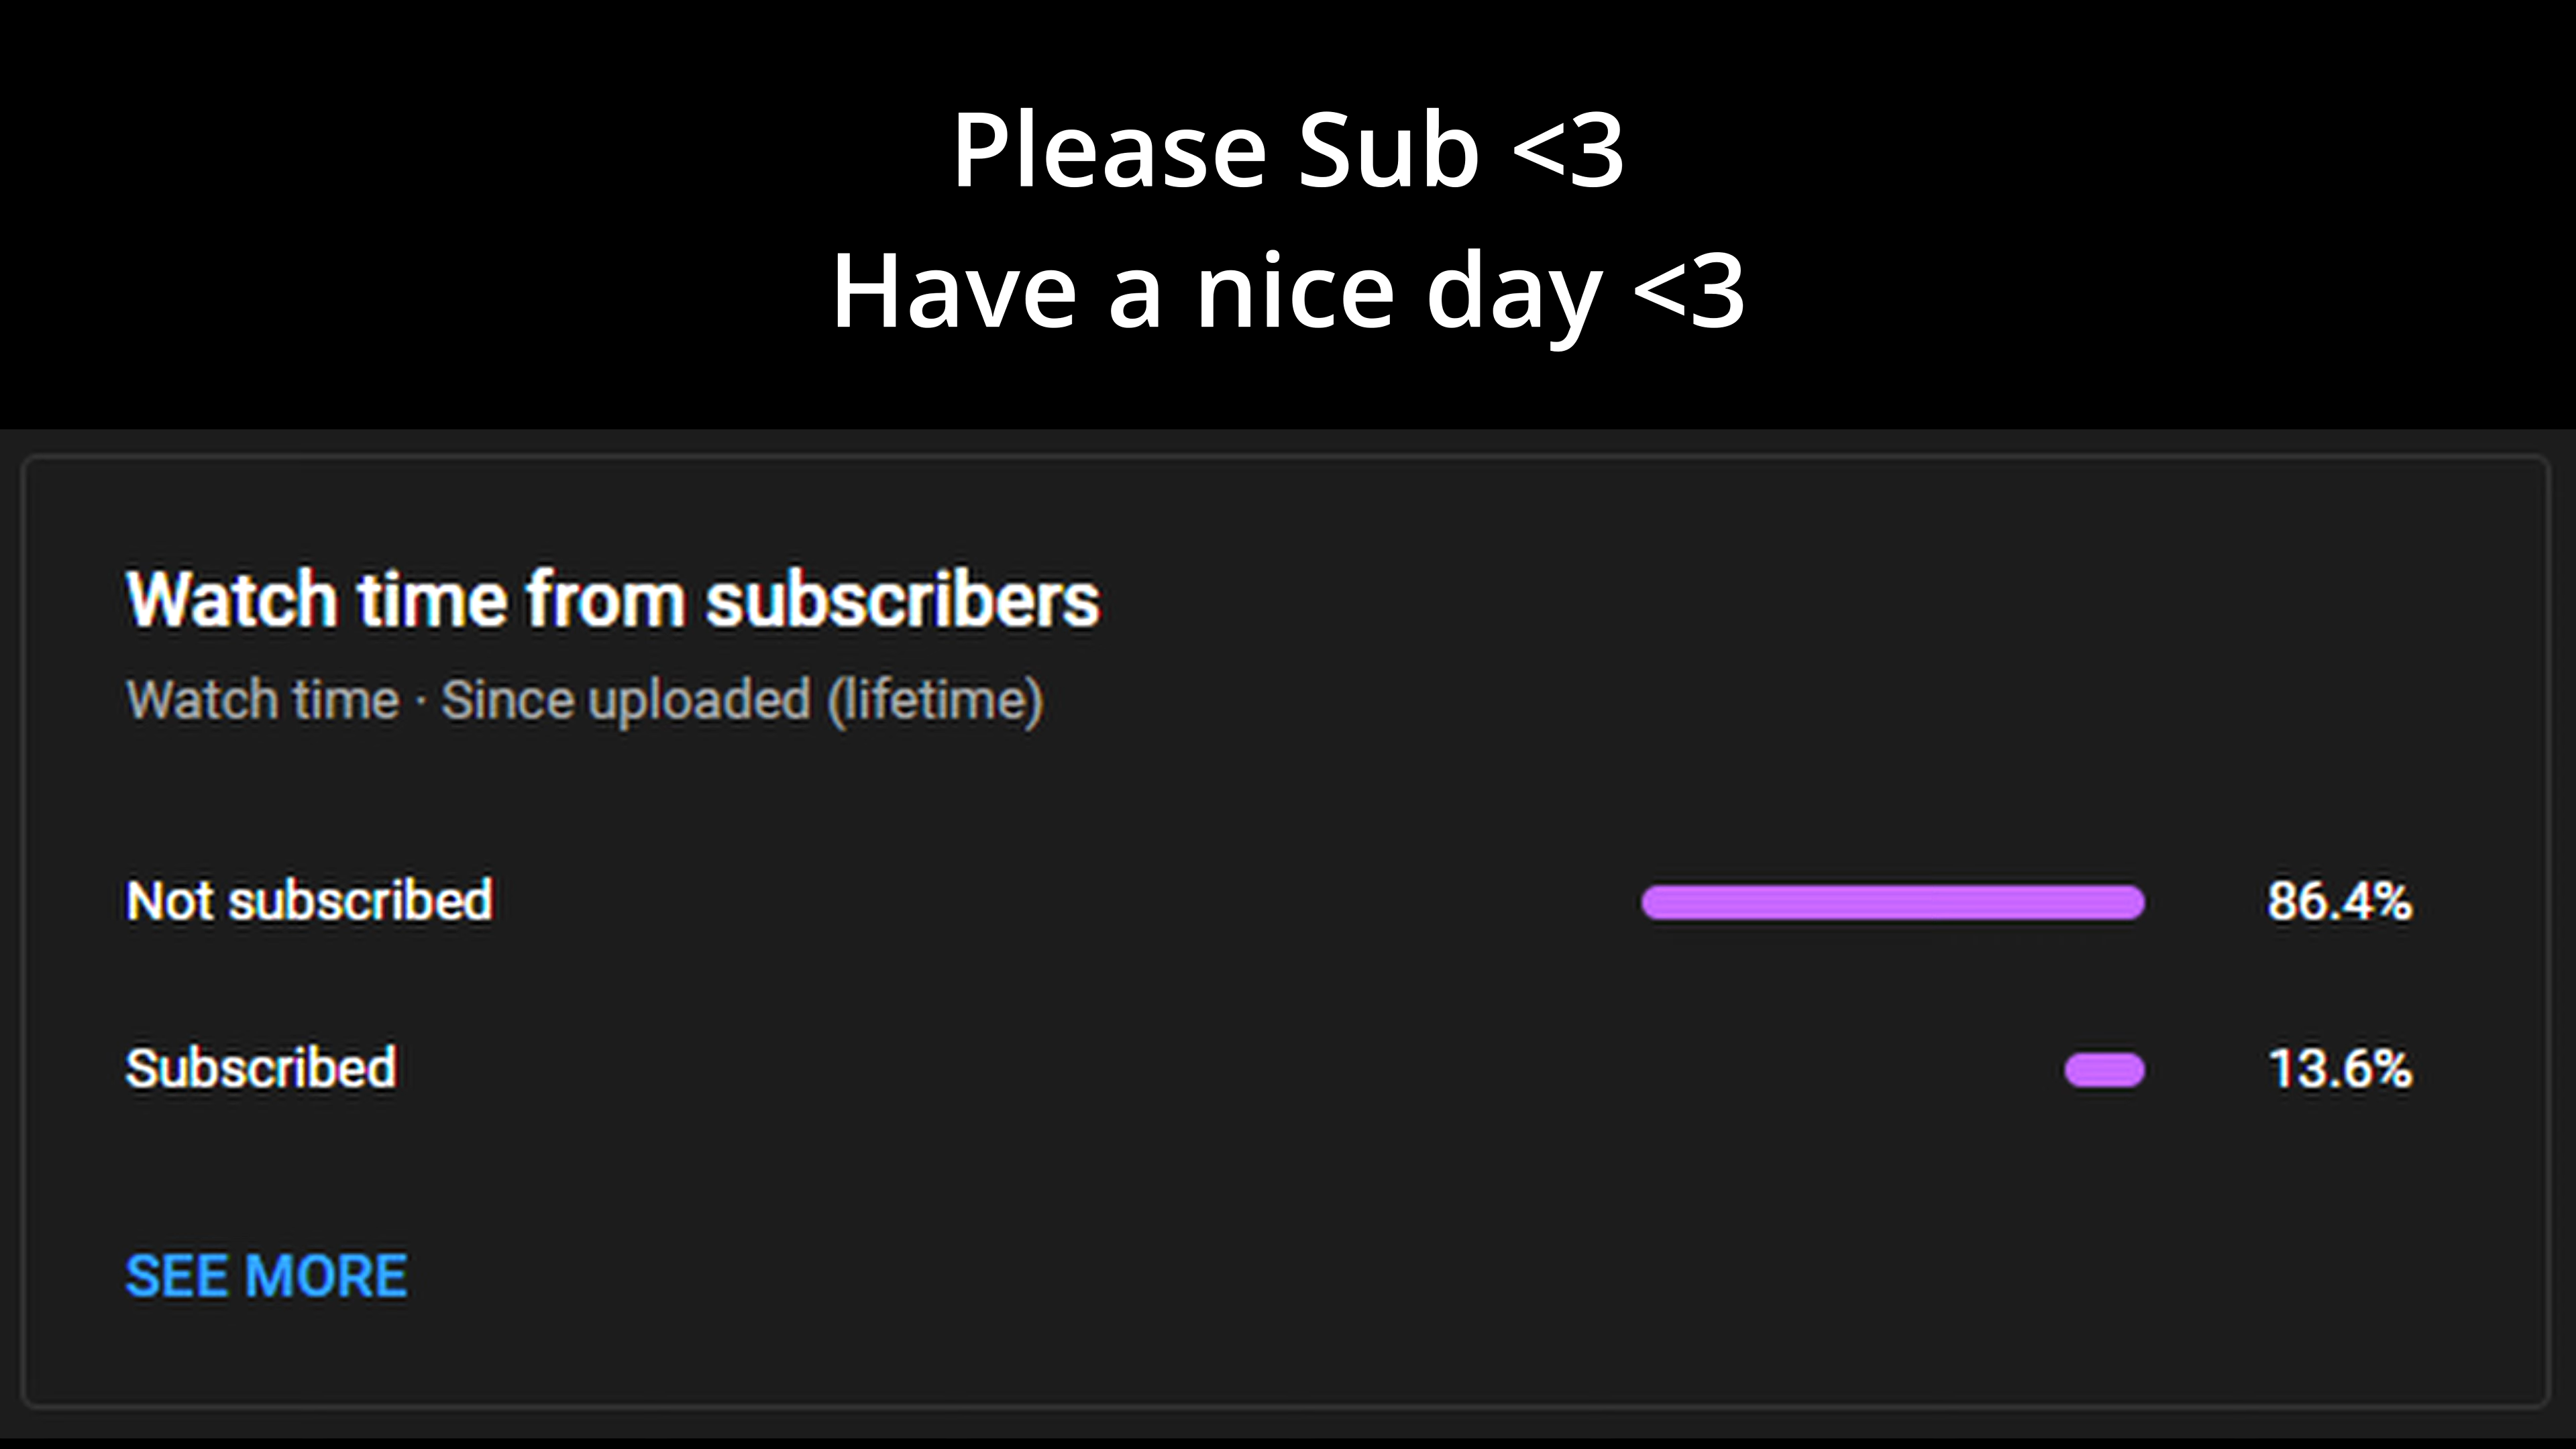 Please Sub <3
Have a nice day <3
Watch time from subscribers
Watch time · Since uploaded (lifetime)
Not subscribed 86.4%
Subscribed 13.6%
SEE MORE